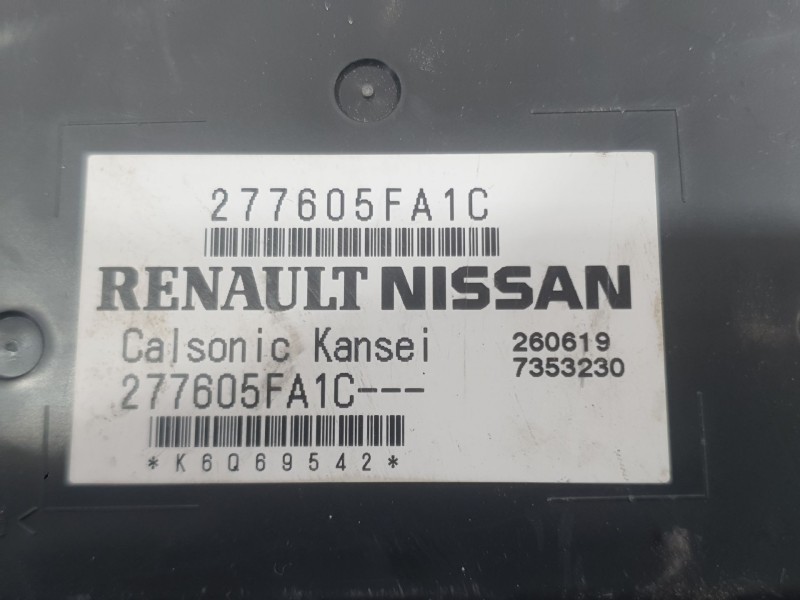 277605FA1C
RENAULT NISSAN
Calsonic Kansei 260619
277605FA1C--- 7353230
*K6Q69542*